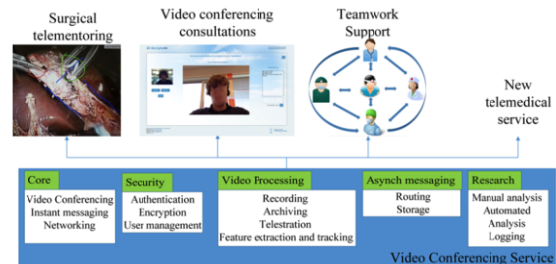 Surgical
telementoring
Video conferencing
consultations
Teamwork
Support
New
telemedical
service
Core
Video Conferencing
Instant messaging
Networking
Security
Authentication
Encryption
User management
Video Processing
Recording
Archiving
Telestration
Feature extraction and tracking
Asynch messaging
Routing
Storage
Research
Manual analysis
Automated
Analysis
Logging
Video Conferencing Service